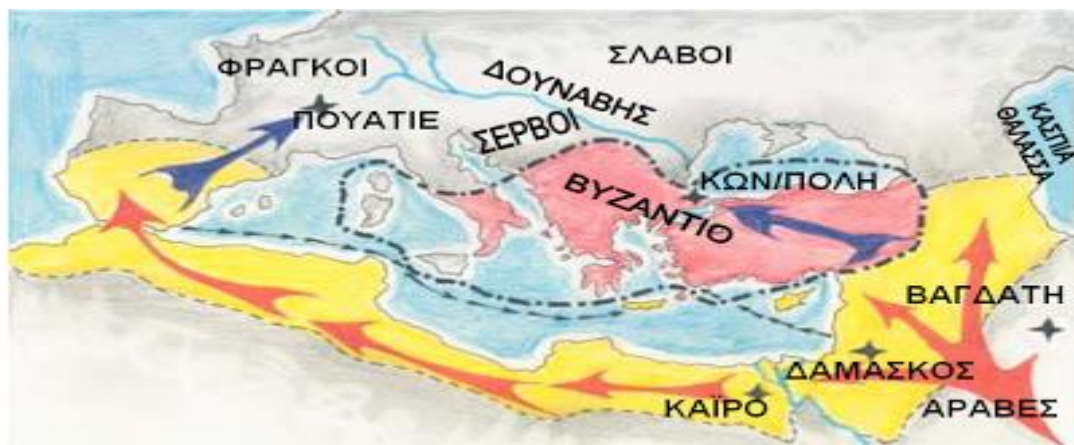 ΣΛΑΒΟΙ
ΦΡΑΓΚΟΙ
ΔΟΥΝΑΒΗΣ
ΠΟΥΑΤΙΕ
ΣΕΡΒΟΙ
ΚΑΣΠΙΑ
ΘΑΛΑΣΣΑ
ΚΩΝ/ΠΟΛΗ
ΒΥΖΑΝΤΙΟ
ΒΑΓΔΑΤΗ
ΔΑΜΑΣΚΟΣ
ΚΑΪΡΟ
ΑΡΑΒΕΣ